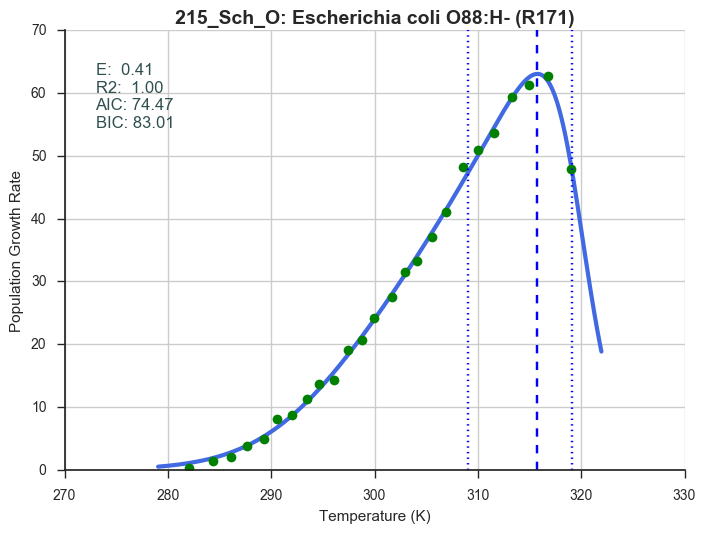 215_Sch_O: Escherichia coli O88:H- (R171)
E:  0.41
R2:  1.00
AIC: 74.47
BIC: 83.01
Population Growth Rate
70
60
50
40
30
20
10
0
270 280 290 300 310 320 330
Temperature (K)